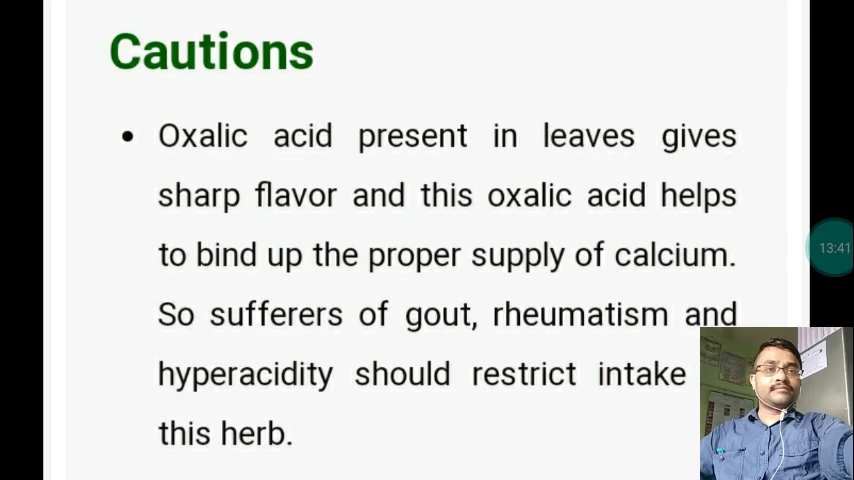 Cautions
• Oxalic acid present in leaves gives
sharp flavor and this oxalic acid helps
to bind up the proper supply of calcium.
So sufferers of gout, rheumatism and
hyperacidity should restrict intake
this herb.
13:41